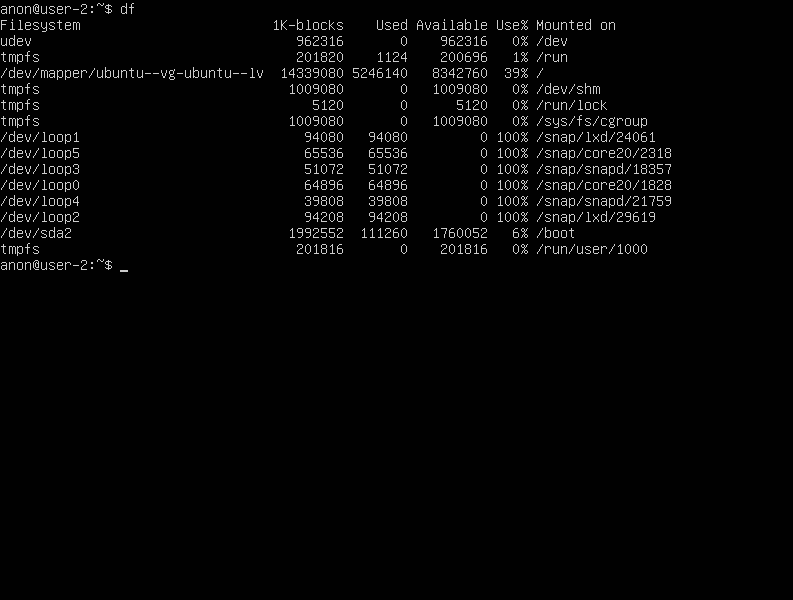 anon@user-2:~$ df
Filesystem                        1K-blocks    Used Available Use% Mounted on
udev                                 962316       0    962316   0% /dev
tmpfs                                201820    1124    200696   1% /run
/dev/mapper/ubuntu--vg-ubuntu--lv  14339080 5246140   8342760  39% /
tmpfs                               1009080       0   1009080   0% /dev/shm
tmpfs                                  5120       0      5120   0% /run/lock
tmpfs                               1009080       0   1009080   0% /sys/fs/cgroup
/dev/loop1                            94080   94080         0 100% /snap/lxd/24061
/dev/loop5                            65536   65536         0 100% /snap/core20/2318
/dev/loop3                            51072   51072         0 100% /snap/snapd/18357
/dev/loop0                            64896   64896         0 100% /snap/core20/1828
/dev/loop4                            39808   39808         0 100% /snap/snapd/21759
/dev/loop2                            94208   94208         0 100% /snap/lxd/29619
/dev/sda2                           1992552  111260   1760052   6% /boot
tmpfs                                201816       0    201816   0% /run/user/1000
anon@user-2:~$ _